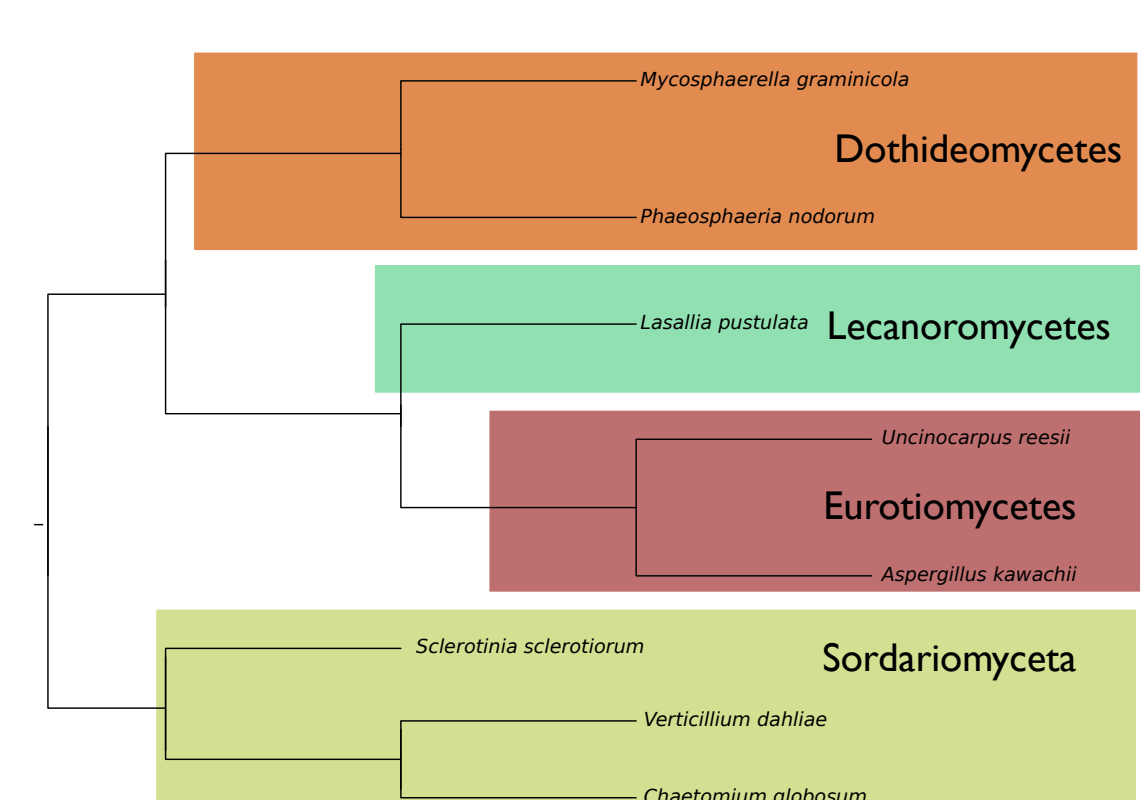 Mycosphaerella graminicola
Dothideomycetes
Phaeosphaeria nodorum
Lasallia pustulata
Lecanoromycetes
Uncinocarpus reesii
Eurotiomycetes
Aspergillus kawachii
Sclerotinia sclerotiorum
Sordariomyceta
Verticillium dahliae
Chaetomium globosum